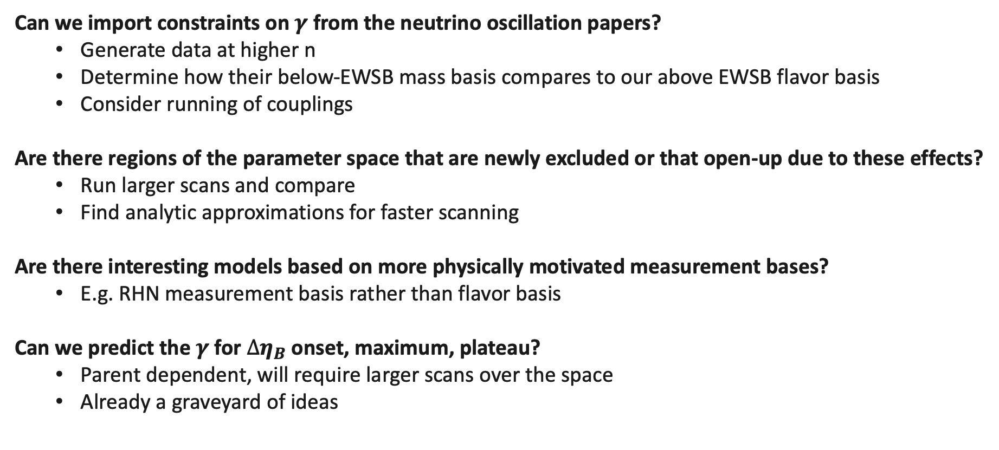 Can we import constraints on γ from the neutrino oscillation papers?
• Generate data at higher n
• Determine how their below-EWSB mass basis compares to our above EWSB flavor basis
• Consider running of couplings
Are there regions of the parameter space that are newly excluded or that open-up due to these effects?
• Run larger scans and compare
• Find analytic approximations for faster scanning
Are there interesting models based on more physically motivated measurement bases?
• E.g. RHN measurement basis rather than flavor basis
Can we predict the γ for Δη_B onset, maximum, plateau?
• Parent dependent, will require larger scans over the space
• Already a graveyard of ideas